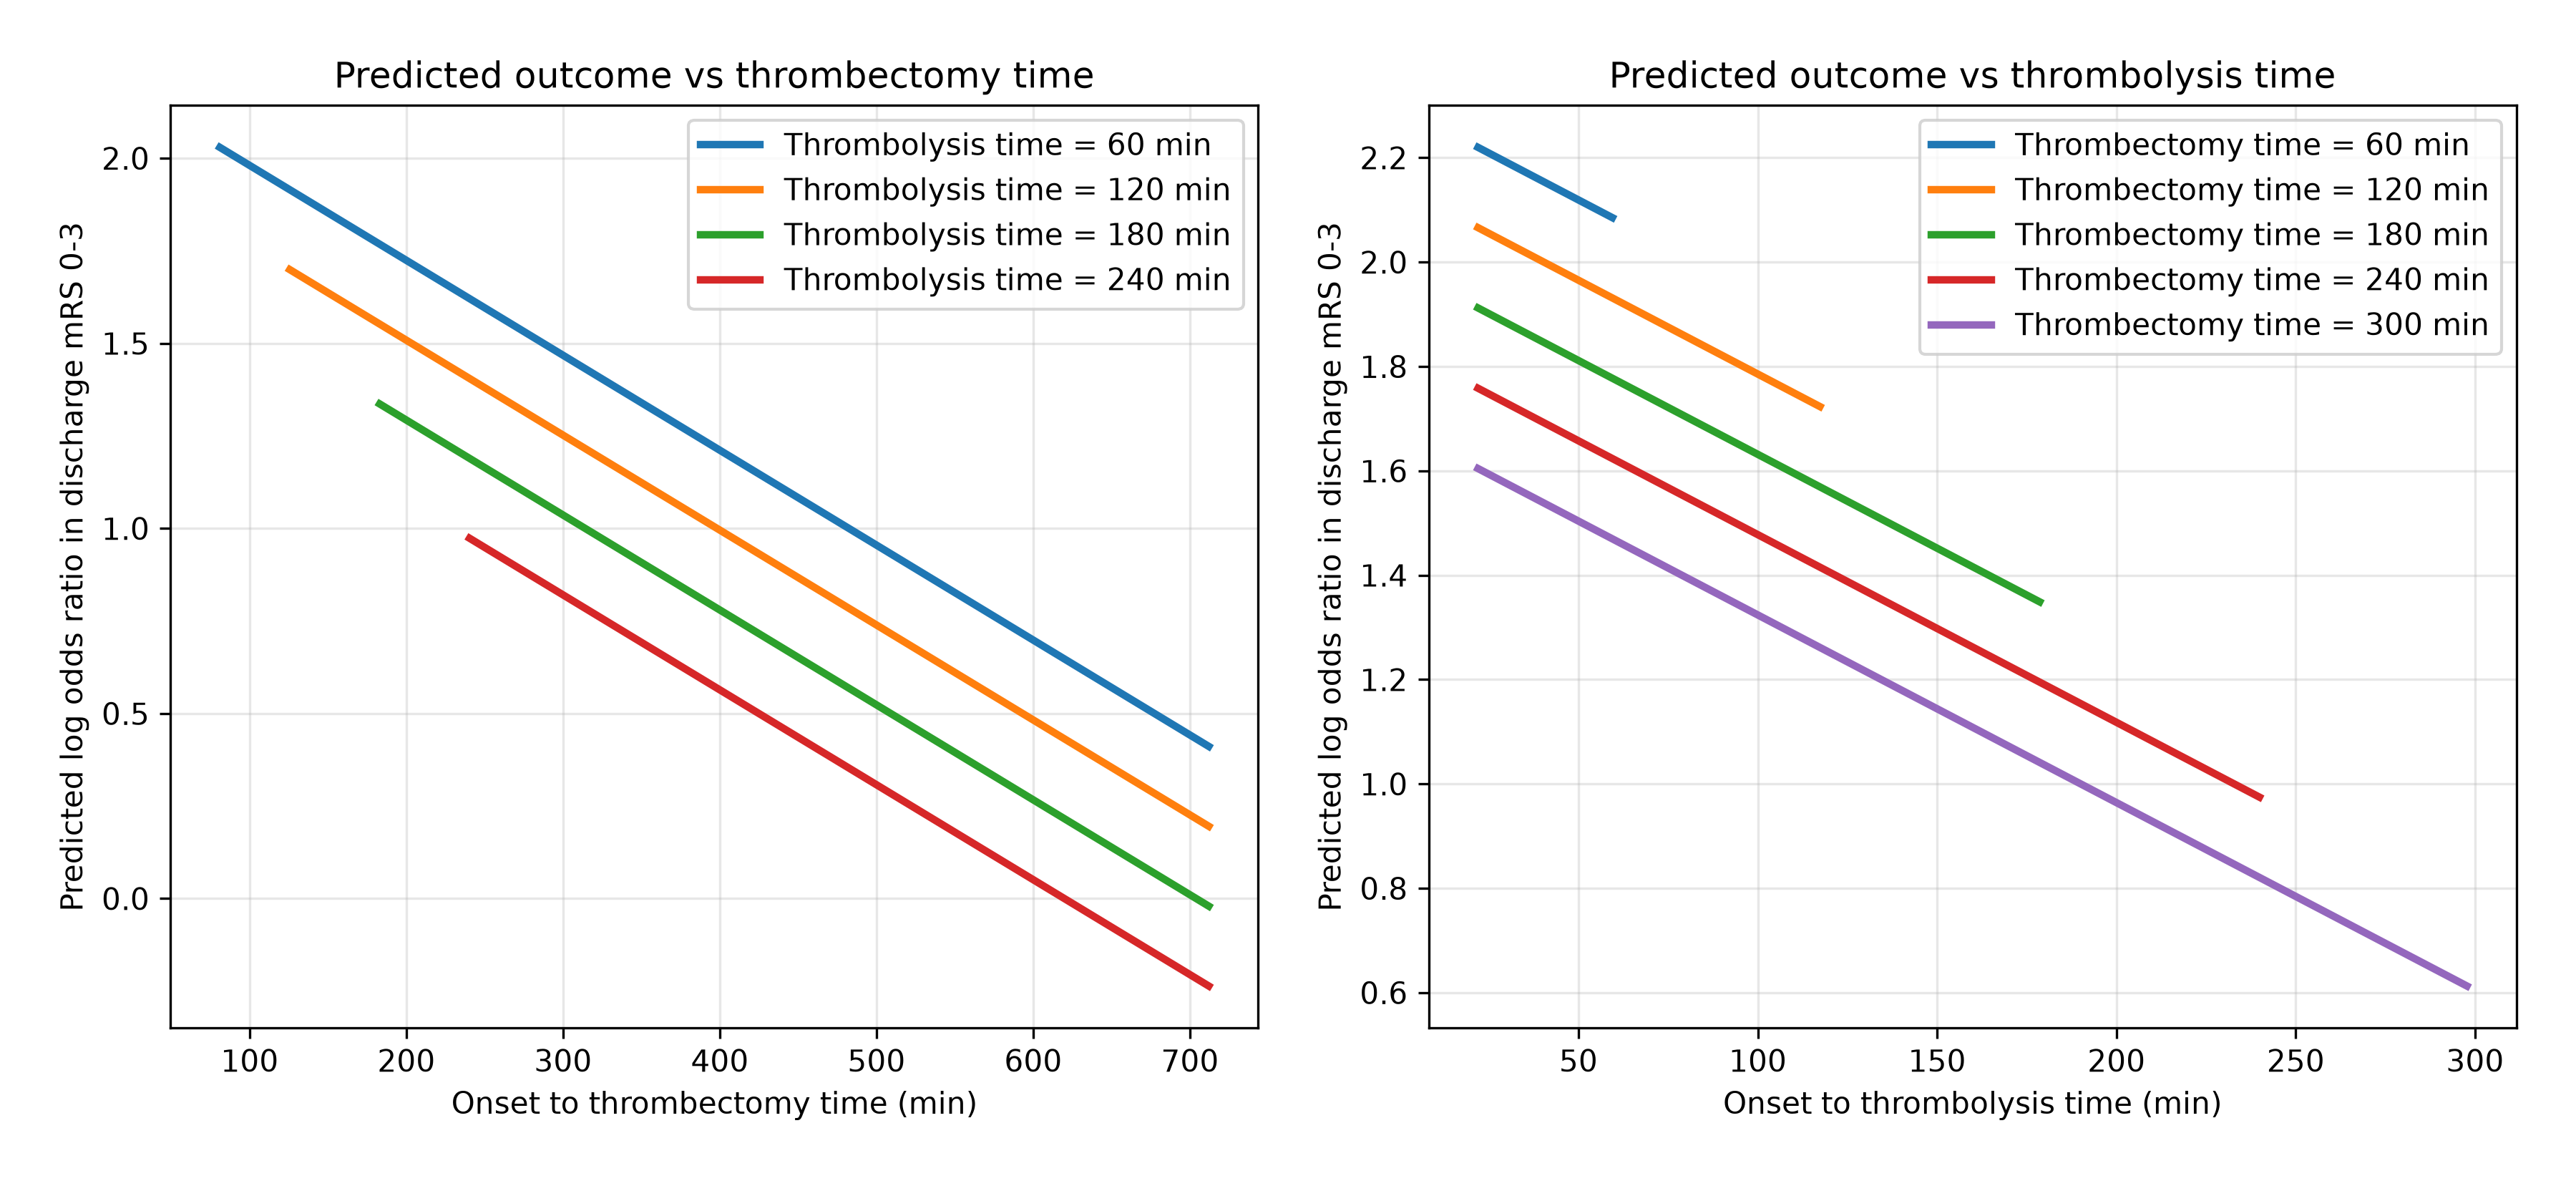 Predicted outcome vs thrombectomy time
Predicted log odds ratio in discharge mRS 0-3
2.0
1.5
1.0
0.5
0.0
Thrombolysis time = 60 min
Thrombolysis time = 120 min
Thrombolysis time = 180 min
Thrombolysis time = 240 min
100 200 300 400 500 600 700
Onset to thrombectomy time (min)
Predicted outcome vs thrombolysis time
Predicted log odds ratio in discharge mRS 0-3
2.2
2.0
1.8
1.6
1.4
1.2
1.0
0.8
0.6
Thrombectomy time = 60 min
Thrombectomy time = 120 min
Thrombectomy time = 180 min
Thrombectomy time = 240 min
Thrombectomy time = 300 min
50 100 150 200 250 300
Onset to thrombolysis time (min)